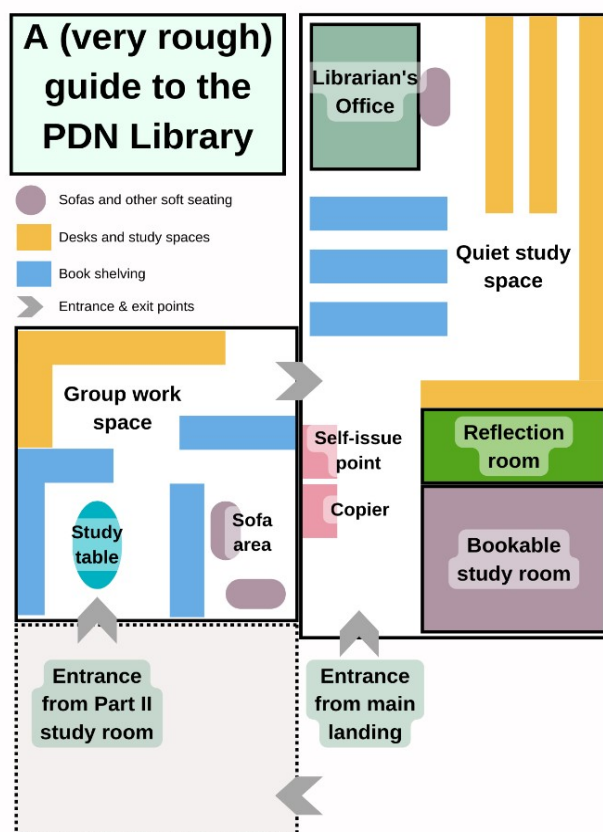 A (very rough)
guide to the
PDN Library
Sofas and other soft seating
Desks and study spaces
Book shelving
Entrance & exit points
Librarian's
Office
Quiet study
space
Group work
space
Self-issue
point
Reflection
room
Copier
Sofa
area
Study
table
Bookable
study room
Entrance
from Part II
study room
Entrance
from main
landing